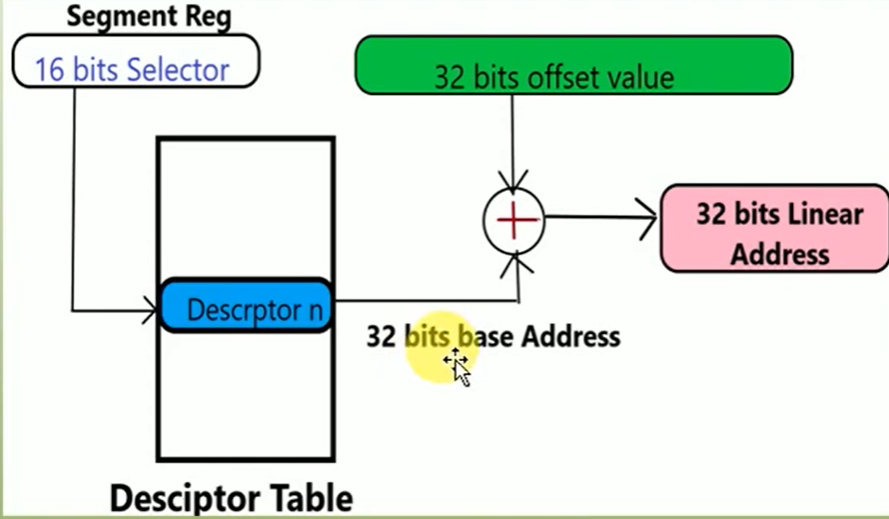 Segment Reg
16 bits Selector
32 bits offset value
32 bits Linear
Address
Descrptor n
32 bits base Address
Desciptor Table